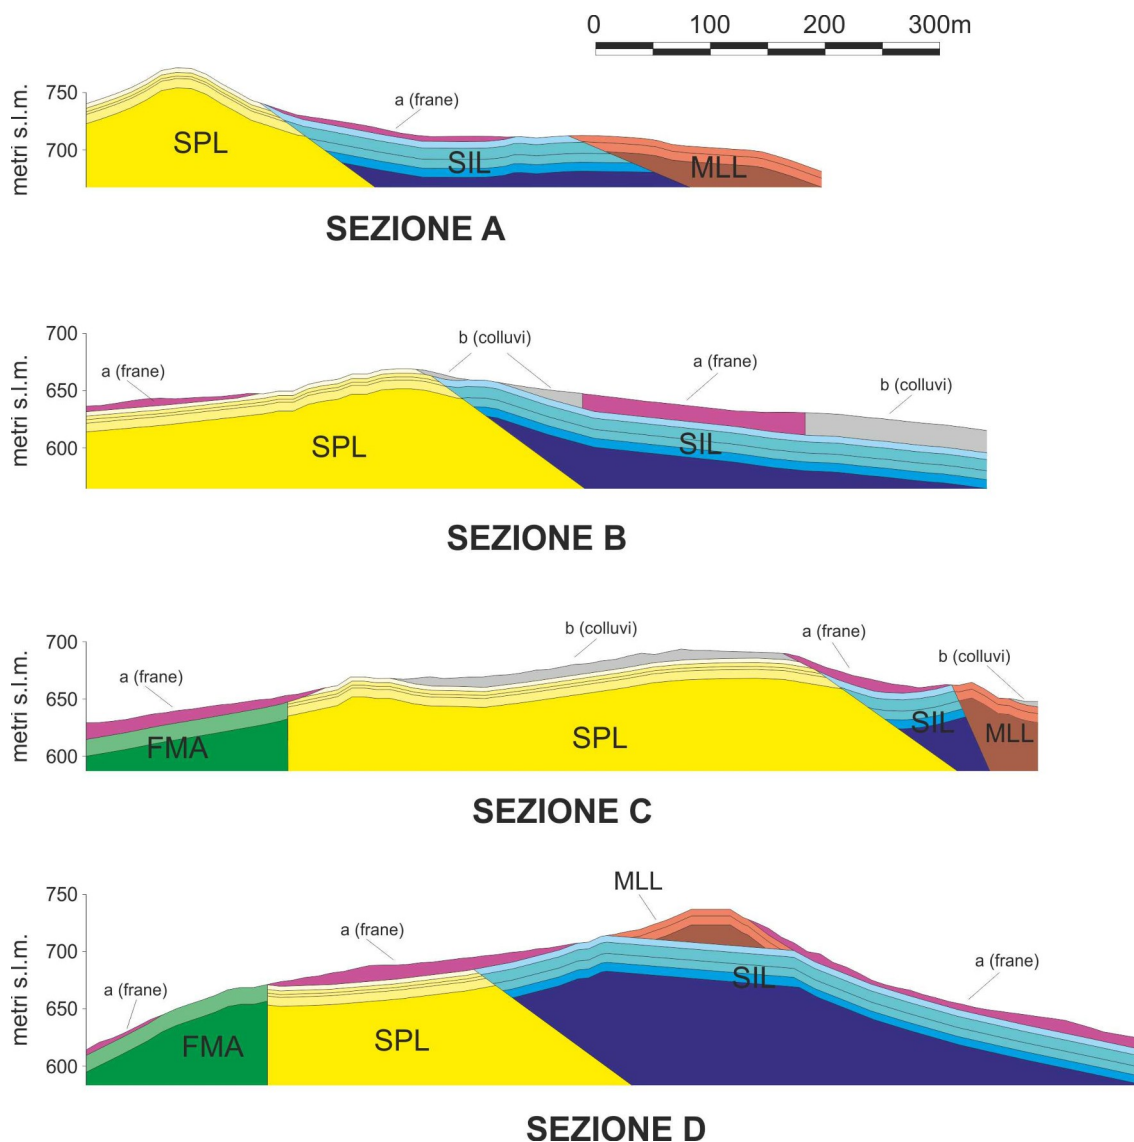 0 100 200 300m
750
700
metri s.l.m.
a (frane)
SPL
SIL
MLL
SEZIONE A
700
650
600
metri s.l.m.
a (frane)
b (colluvi)
a (frane)
b (colluvi)
SPL
SIL
SEZIONE B
700
650
600
metri s.l.m.
a (frane)
b (colluvi)
a (frane)
b (colluvi)
FMA
SPL
SIL
MLL
SEZIONE C
750
700
650
600
metri s.l.m.
MLL
a (frane)
a (frane)
a (frane)
SIL
FMA
SPL
SEZIONE D